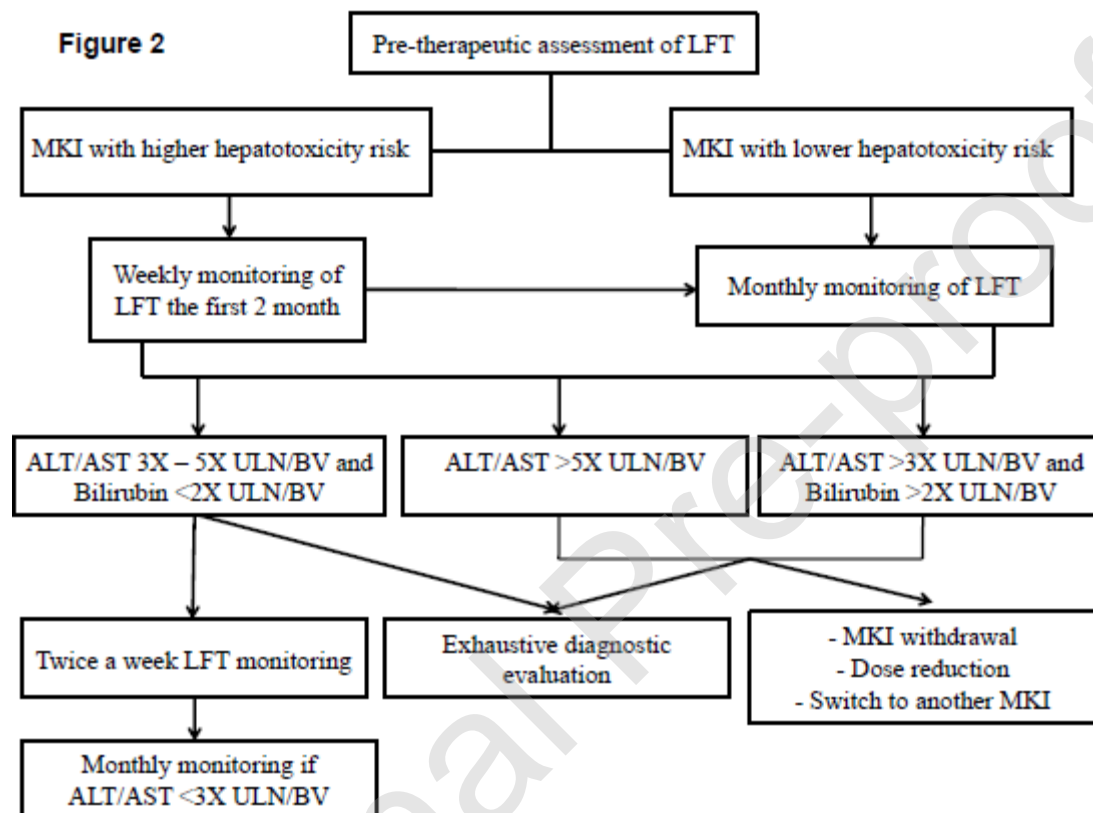 Figure 2
Pre-therapeutic assessment of LFT
MKI with higher hepatotoxicity risk
MKI with lower hepatotoxicity risk
Weekly monitoring of
LFT the first 2 month
Monthly monitoring of LFT
ALT/AST 3X – 5X ULN/BV and
Bilirubin <2X ULN/BV
ALT/AST >5X ULN/BV
ALT/AST >3X ULN/BV and
Bilirubin >2X ULN/BV
Twice a week LFT monitoring
Exhaustive diagnostic
evaluation
- MKI withdrawal
- Dose reduction
- Switch to another MKI
Monthly monitoring if
ALT/AST <3X ULN/BV
Pre-proof